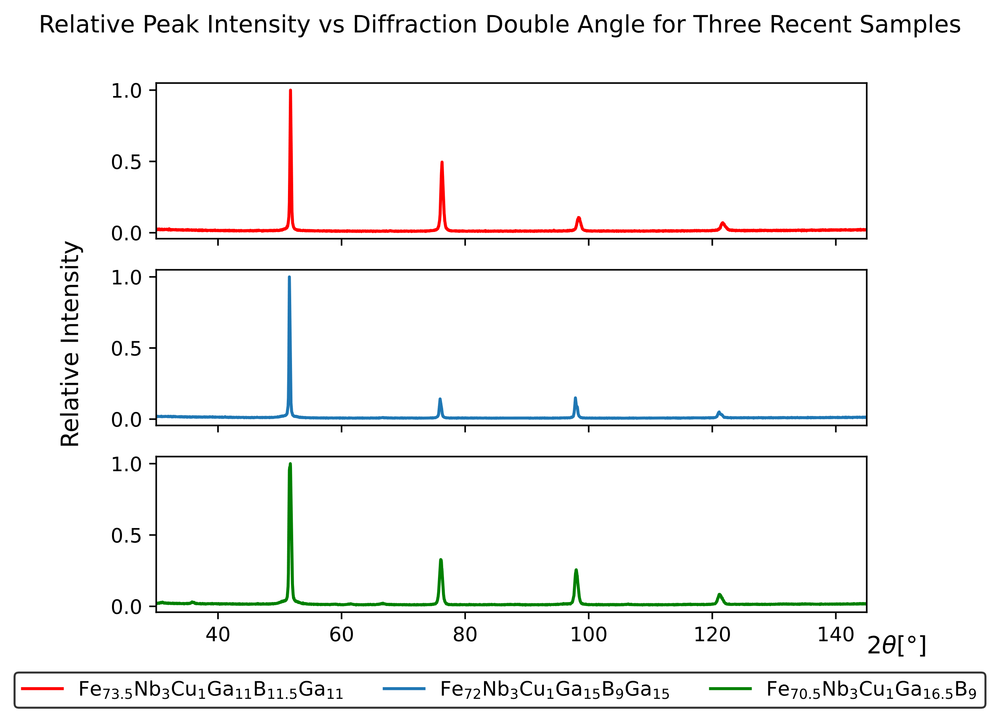 Relative Peak Intensity vs Diffraction Double Angle for Three Recent Samples
1.0
0.5
0.0
Relative Intensity
1.0
0.5
0.0
1.0
0.5
0.0
40 60 80 100 120 140
2θ[°]
Fe₇₃.₅Nb₃Cu₁Ga₁₁B₁₁.₅Ga₁₁ Fe₇₂Nb₃Cu₁Ga₁₅B₉Ga₁₅ Fe₇₀.₅Nb₃Cu₁Ga₁₆.₅B₉